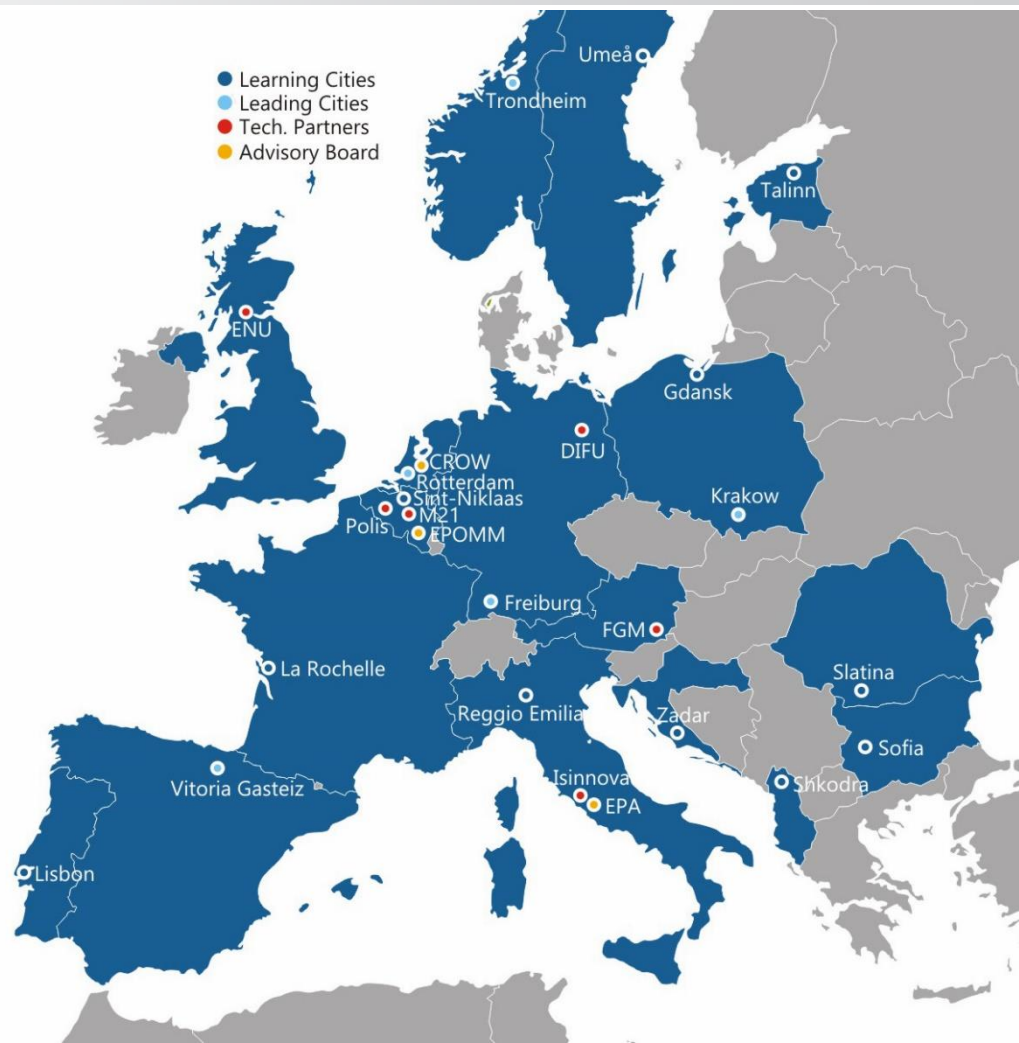 Umeå
Learning Cities
Leading Cities
Trondheim
Tech. Partners
Advisory Board
Talinn
ENU
Gdansk
DIFU
CROW
Rotterdam
Sint-Niklaas
Krakow
M21
Polis
EPOMM
Freiburg
FGM
La Rochelle
Slatina
Reggio Emilia
Zadar
Sofia
Isinnova
Shkodra
Vitoria Gasteiz
EPA
Lisbon